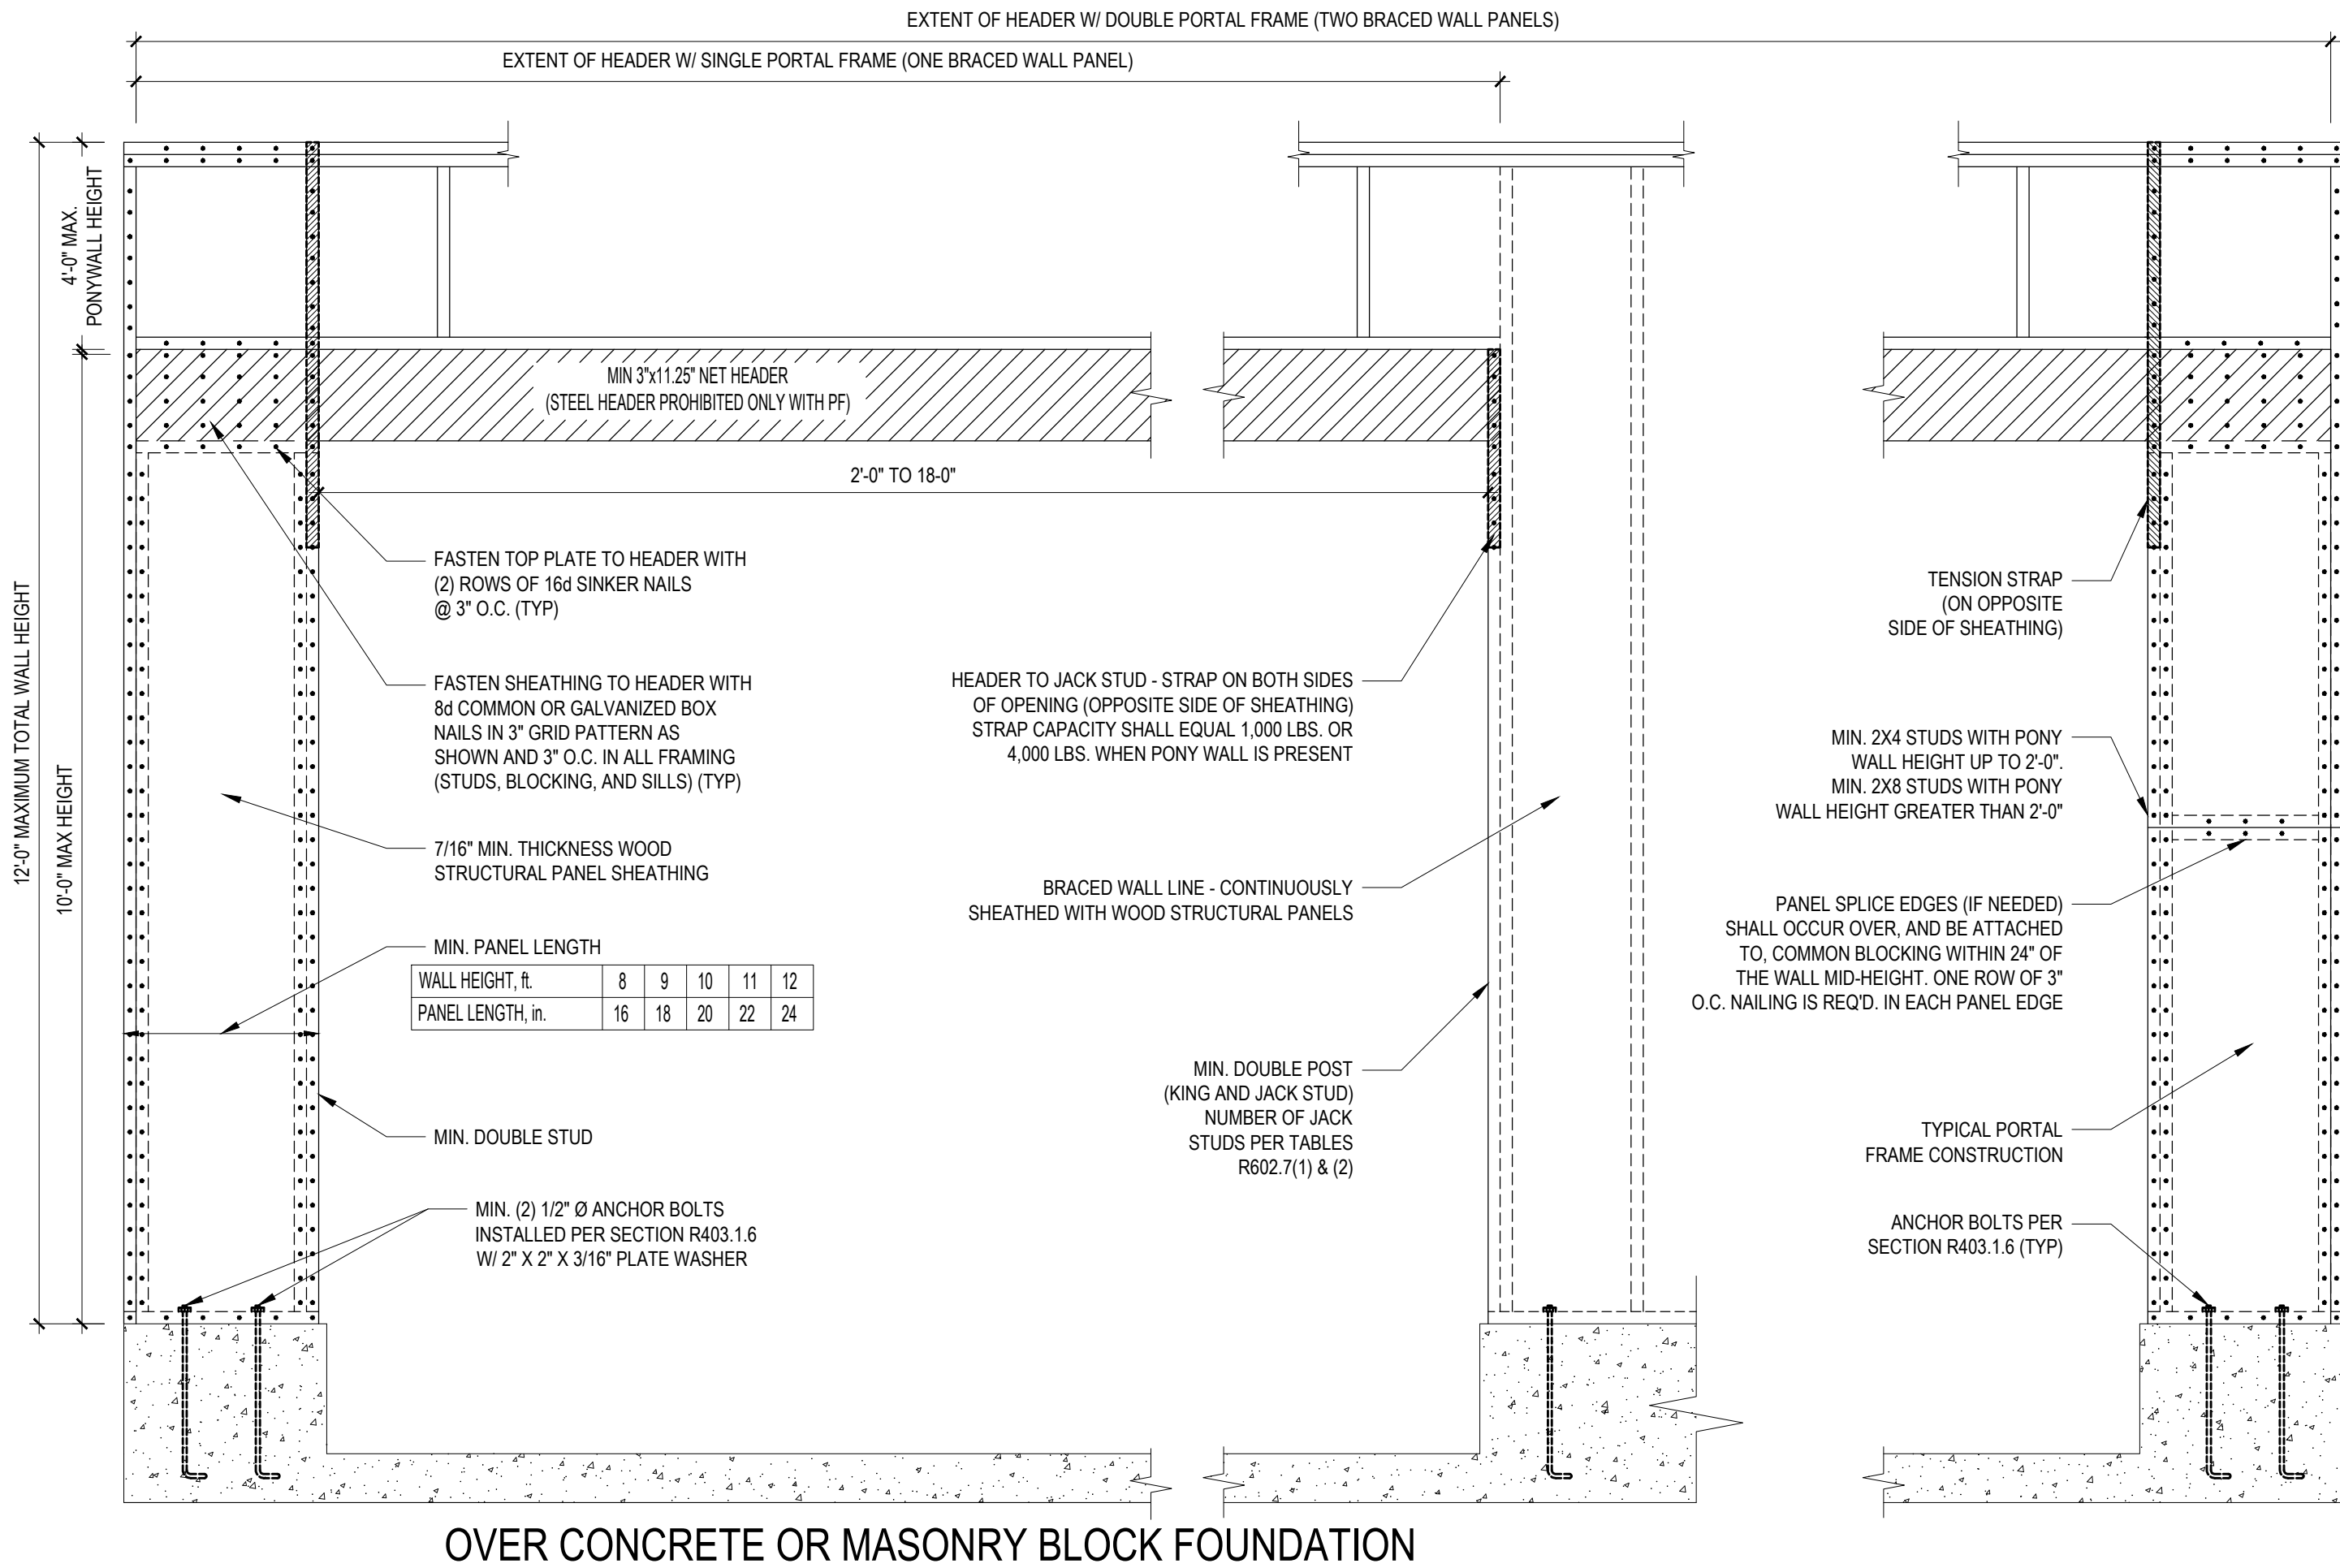 EXTENT OF HEADER W/ DOUBLE PORTAL FRAME (TWO BRACED WALL PANELS)
EXTENT OF HEADER W/ SINGLE PORTAL FRAME (ONE BRACED WALL PANEL)
4'-0" MAX.
PONYWALL HEIGHT
12'-0" MAXIMUM TOTAL WALL HEIGHT
10'-0" MAX HEIGHT
MIN 3"x11.25" NET HEADER
(STEEL HEADER PROHIBITED ONLY WITH PF)
2'-0" TO 18-0"
FASTEN TOP PLATE TO HEADER WITH
(2) ROWS OF 16d SINKER NAILS
@ 3" O.C. (TYP)
FASTEN SHEATHING TO HEADER WITH
8d COMMON OR GALVANIZED BOX
NAILS IN 3" GRID PATTERN AS
SHOWN AND 3" O.C. IN ALL FRAMING
(STUDS, BLOCKING, AND SILLS) (TYP)
7/16" MIN. THICKNESS WOOD
STRUCTURAL PANEL SHEATHING
MIN. PANEL LENGTH
WALL HEIGHT, ft. 8 9 10 11 12
PANEL LENGTH, in. 16 18 20 22 24
MIN. DOUBLE STUD
MIN. (2) 1/2" Ø ANCHOR BOLTS
INSTALLED PER SECTION R403.1.6
W/ 2" X 2" X 3/16" PLATE WASHER
HEADER TO JACK STUD - STRAP ON BOTH SIDES
OF OPENING (OPPOSITE SIDE OF SHEATHING)
STRAP CAPACITY SHALL EQUAL 1,000 LBS. OR
4,000 LBS. WHEN PONY WALL IS PRESENT
BRACED WALL LINE - CONTINUOUSLY
SHEATHED WITH WOOD STRUCTURAL PANELS
MIN. DOUBLE POST
(KING AND JACK STUD)
NUMBER OF JACK
STUDS PER TABLES
R602.7(1) & (2)
TENSION STRAP
(ON OPPOSITE
SIDE OF SHEATHING)
MIN. 2X4 STUDS WITH PONY
WALL HEIGHT UP TO 2'-0".
MIN. 2X8 STUDS WITH PONY
WALL HEIGHT GREATER THAN 2'-0"
PANEL SPLICE EDGES (IF NEEDED)
SHALL OCCUR OVER, AND BE ATTACHED
TO, COMMON BLOCKING WITHIN 24" OF
THE WALL MID-HEIGHT. ONE ROW OF 3"
O.C. NAILING IS REQ'D. IN EACH PANEL EDGE
TYPICAL PORTAL
FRAME CONSTRUCTION
ANCHOR BOLTS PER
SECTION R403.1.6 (TYP)
OVER CONCRETE OR MASONRY BLOCK FOUNDATION